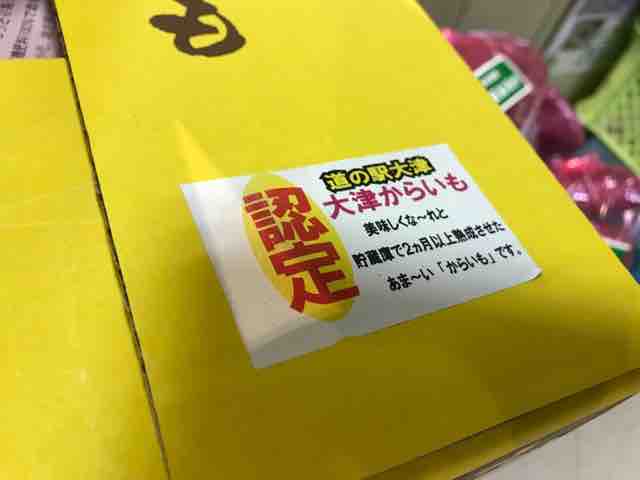 も
認定
道の駅大津
大津からいも
美味しくな〜れと
貯蔵庫で2ヵ月以上熟成させた
あま〜い「からいも」です。